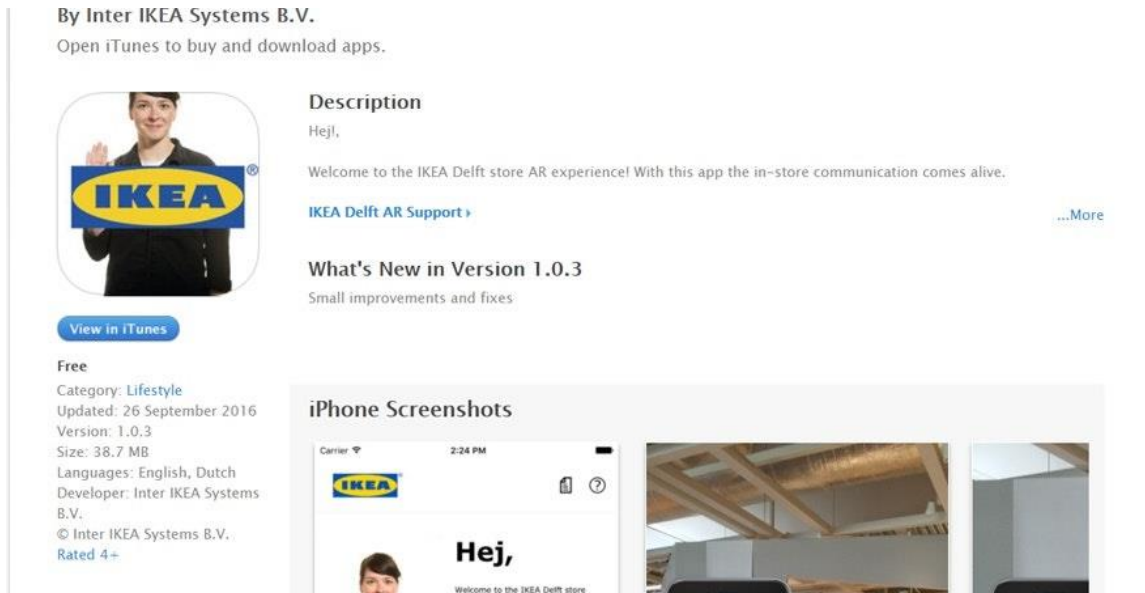 By Inter IKEA Systems B.V.
Open iTunes to buy and download apps.
IKEA®
View in iTunes
Free
Category: Lifestyle
Updated: 26 September 2016
Version: 1.0.3
Size: 38.7 MB
Languages: English, Dutch
Developer: Inter IKEA Systems
B.V.
© Inter IKEA Systems B.V.
Rated 4+
Description
Hej!,
Welcome to the IKEA Delft store AR experience! With this app the in-store communication comes alive.
IKEA Delft AR Support
...More
What's New in Version 1.0.3
Small improvements and fixes
iPhone Screenshots
Carrier 2:24 PM
IKEA
Hej,
Welcome to the IKEA Delft store